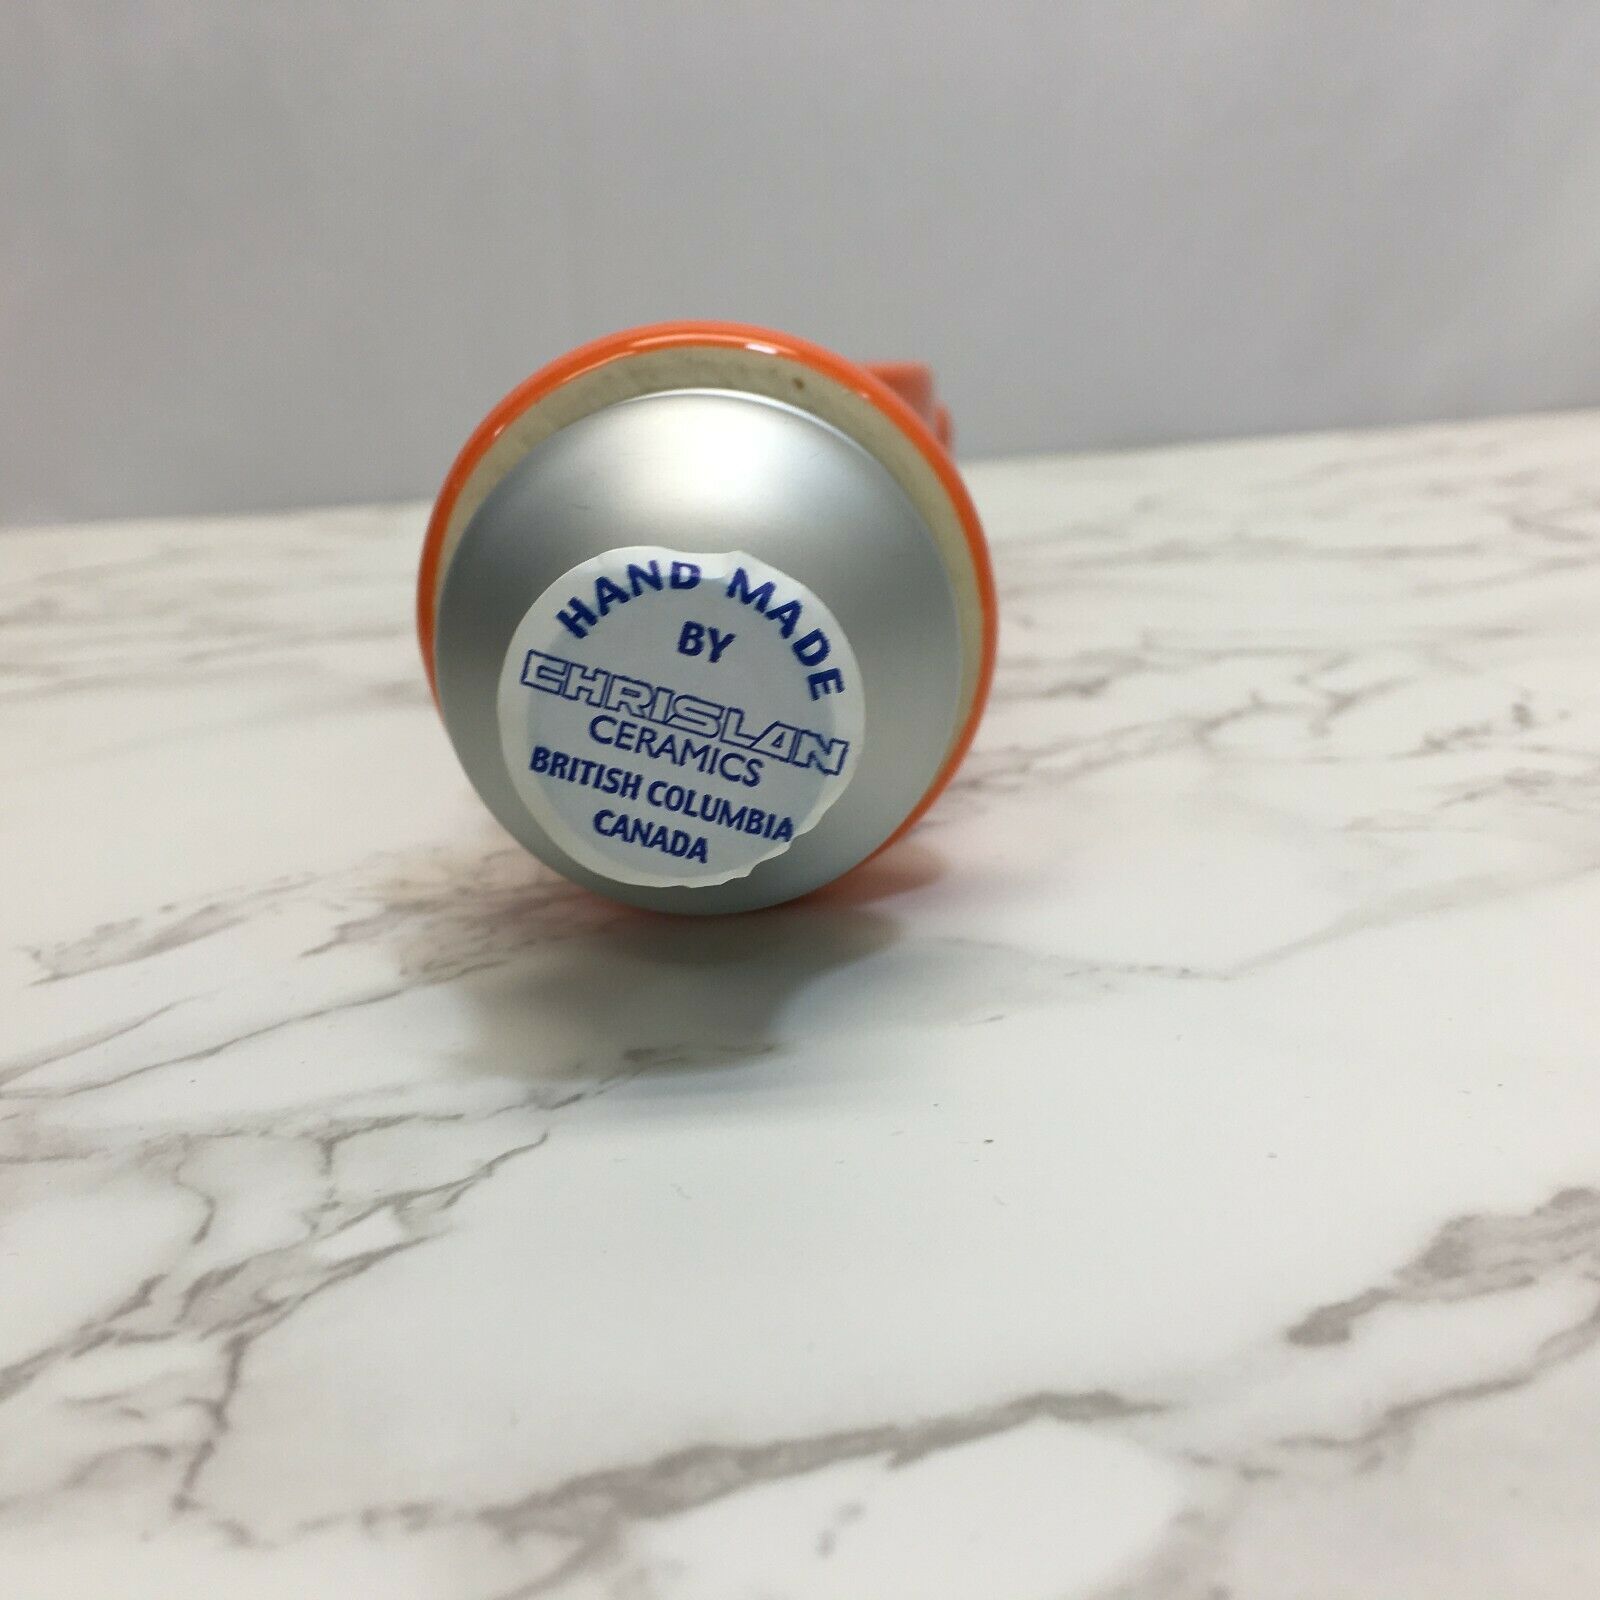 HAND MADE
BY
CHRISLAN
CERAMICS
BRITISH COLUMBIA
CANADA